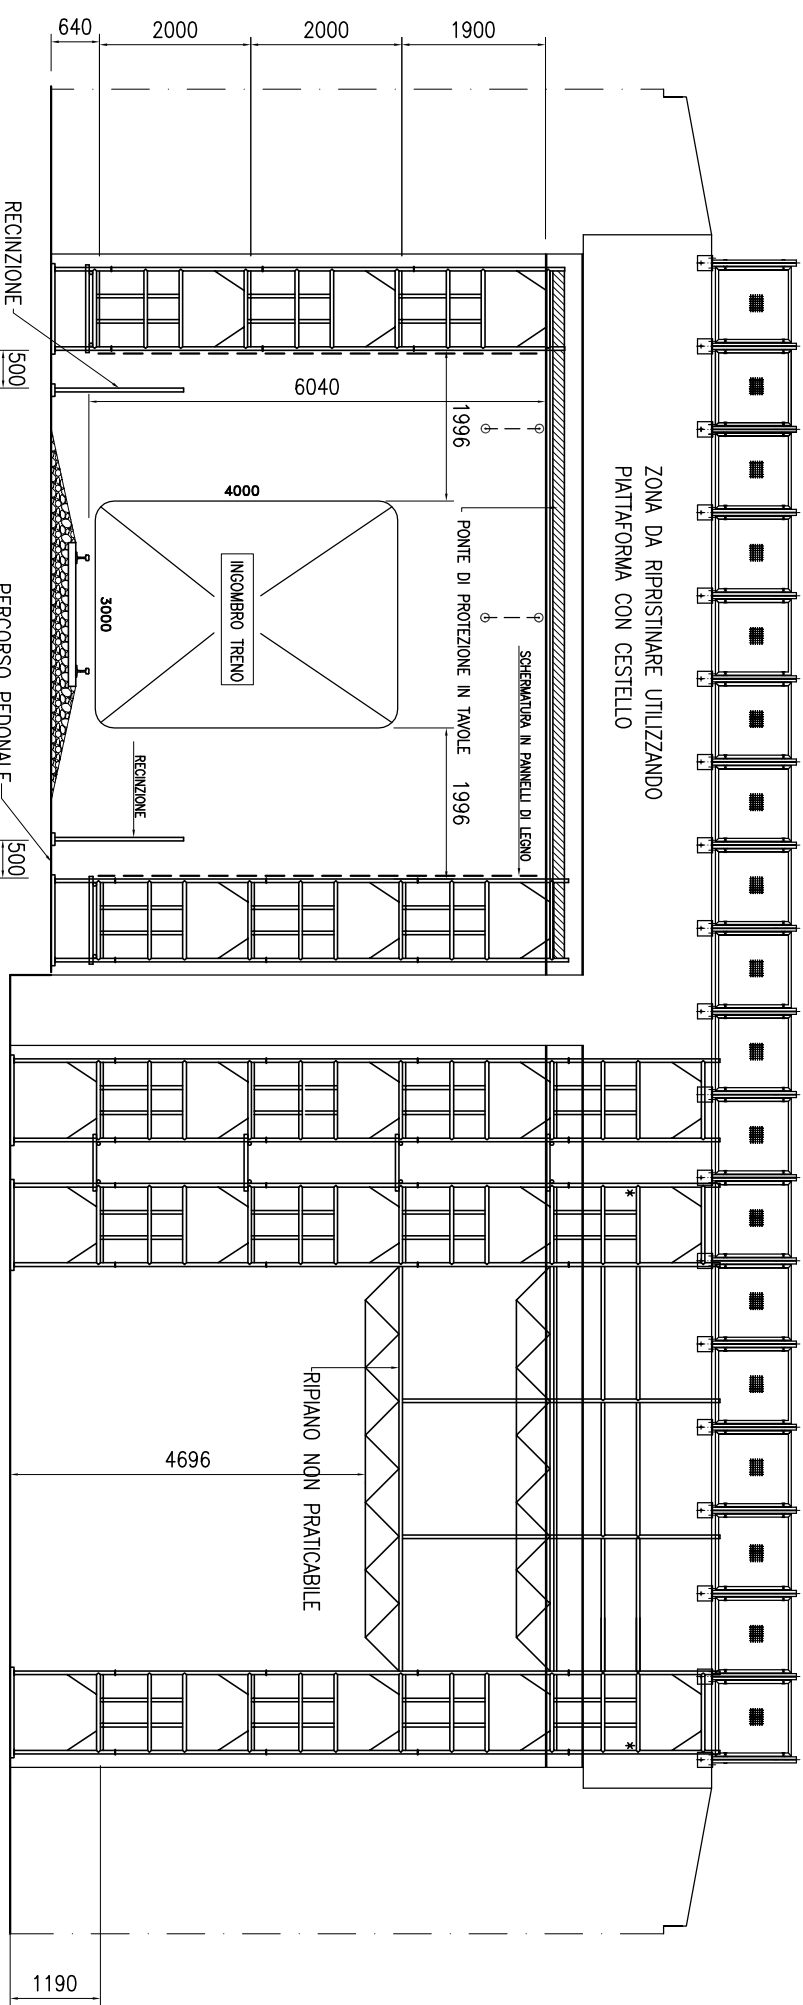 640
2000
2000
1900
ZONA DA RIPRISTINARE UTILIZZANDO
PIATTAFORMA CON CESTELLO
SCHERMATURA IN PANNELLI DI LEGNO
PONTE DI PROTEZIONE IN TAVOLE
1996
1996
6040
4000
INGOMBRO TRENO
3000
RECINZIONE
RECINZIONE
500
PERCORSO PEDONALE
500
*
*
RIPIANO NON PRATICABILE
4696
1190